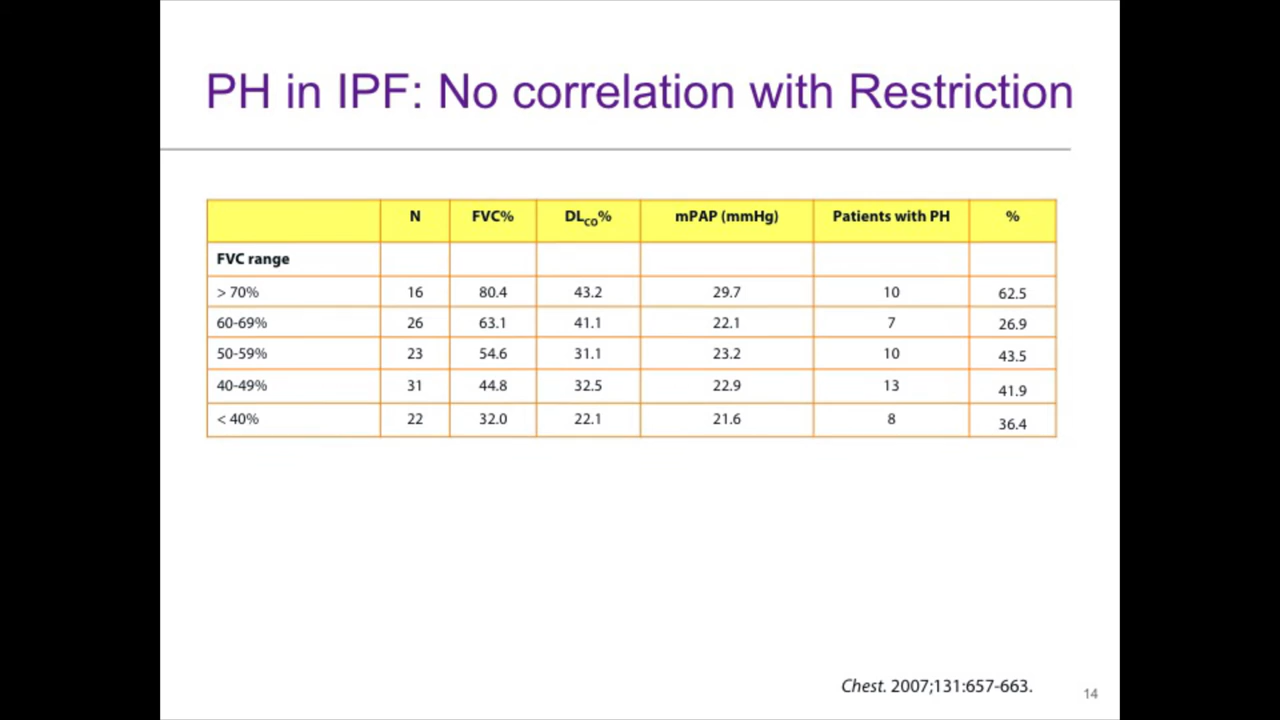 PH in IPF: No correlation with Restriction
N FVC% DLCO% mPAP (mmHg) Patients with PH %
FVC range
> 70% 16 80.4 43.2 29.7 10 62.5
60-69% 26 63.1 41.1 22.1 7 26.9
50-59% 23 54.6 31.1 23.2 10 43.5
40-49% 31 44.8 32.5 22.9 13 41.9
< 40% 22 32.0 22.1 21.6 8 36.4
Chest. 2007;131:657-663.
14